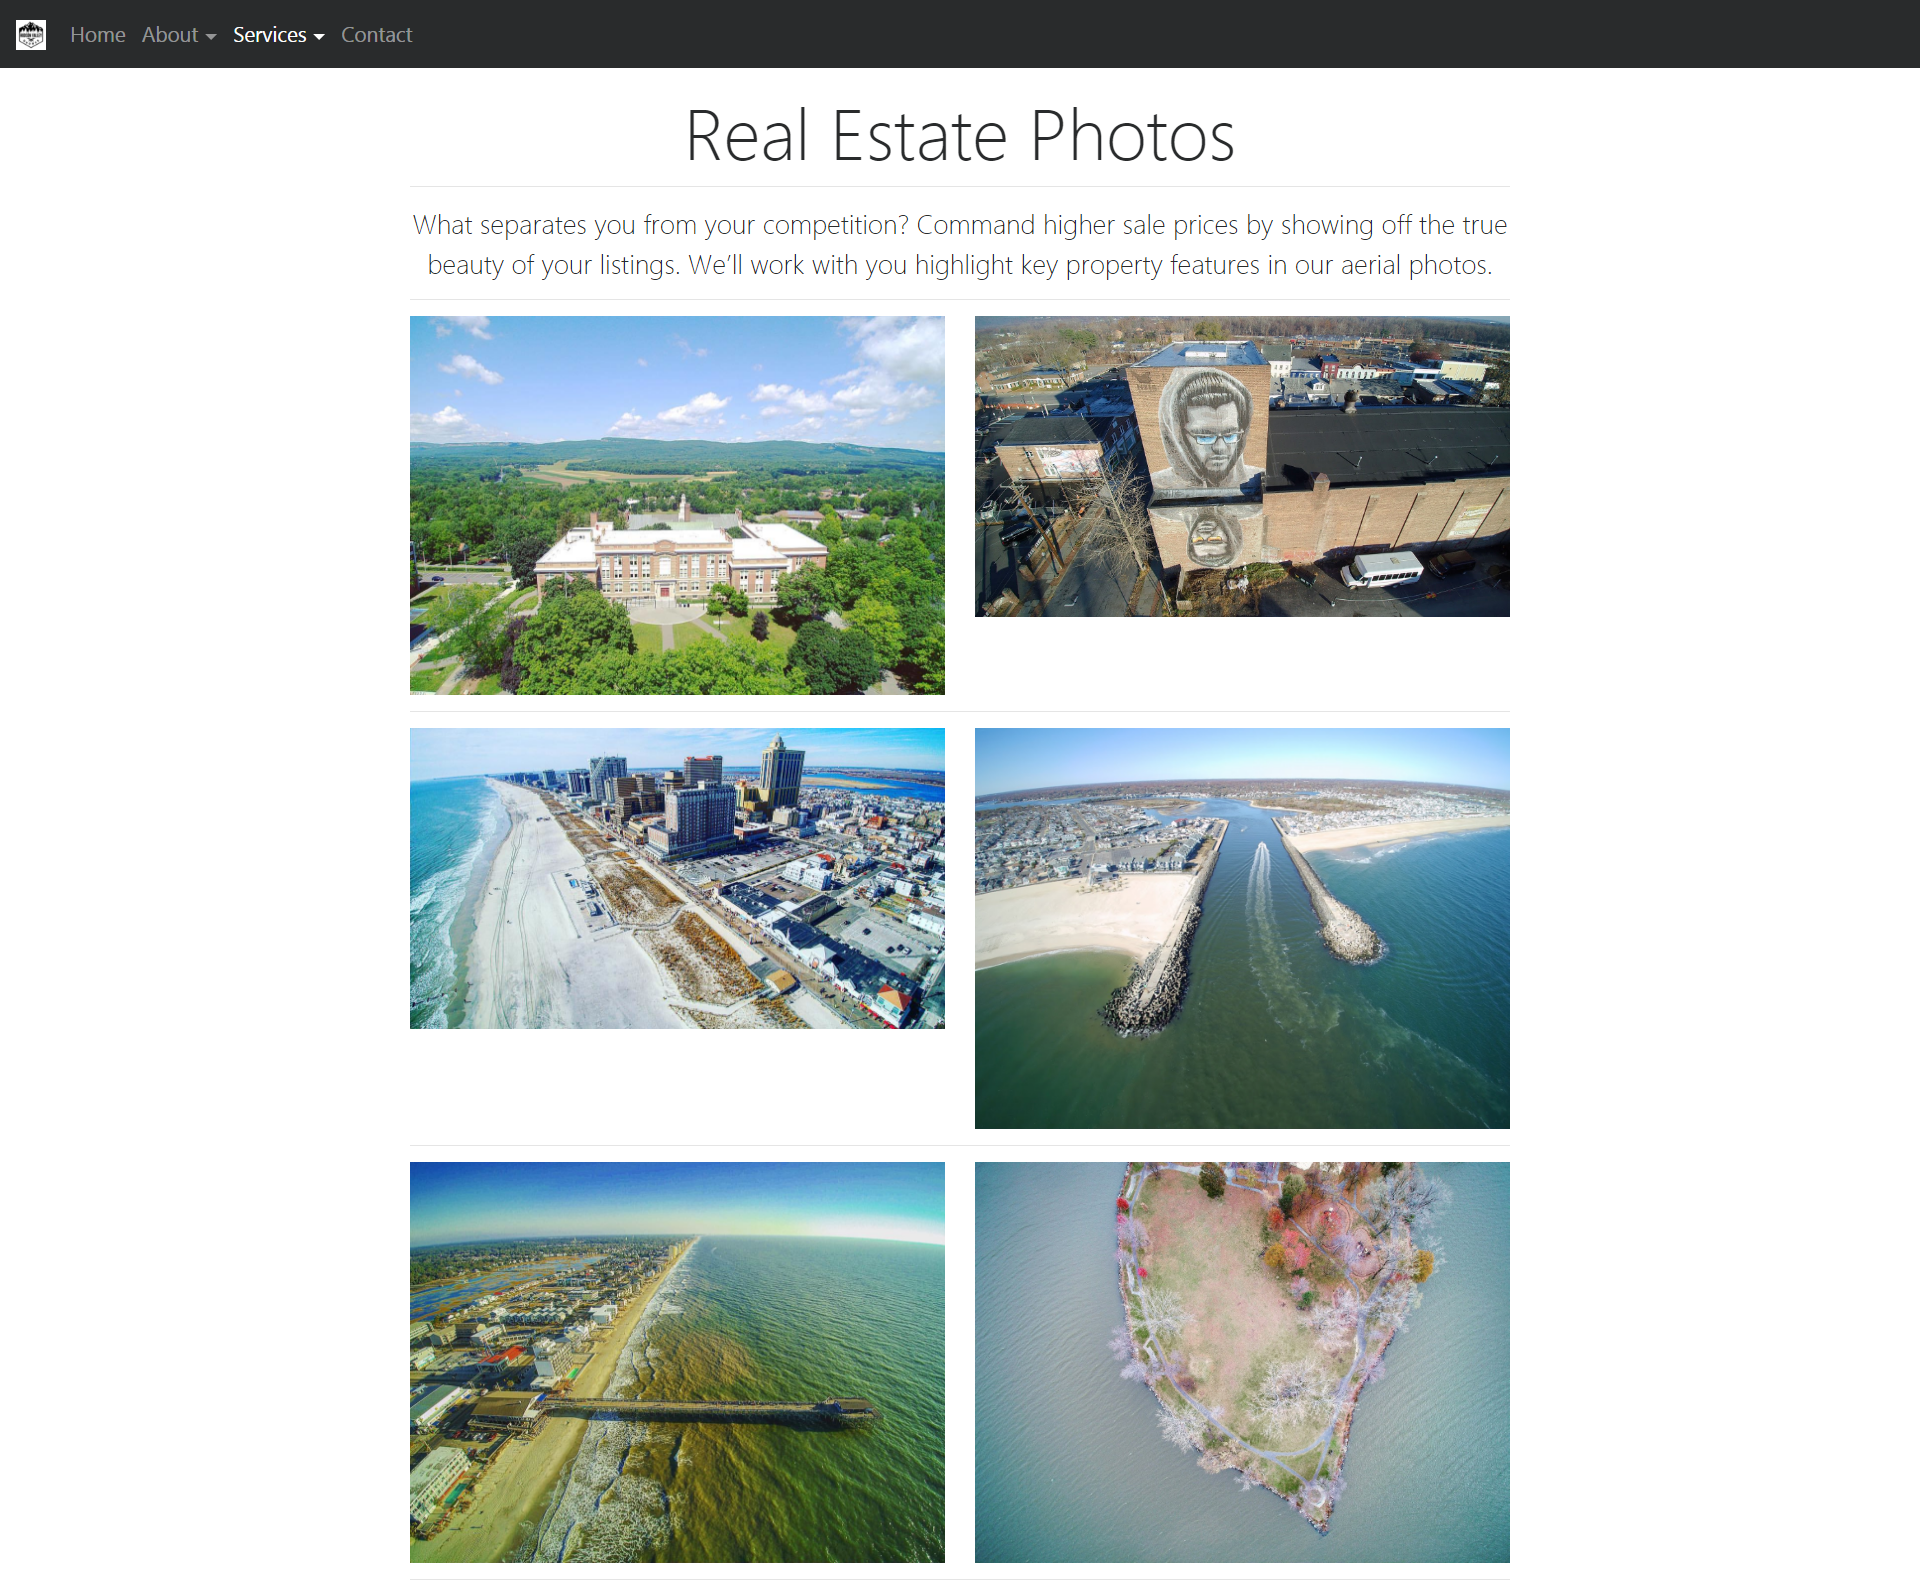 Home About Services Contact
Real Estate Photos
What separates you from your competition? Command higher sale prices by showing off the true
beauty of your listings. We’ll work with you highlight key property features in our aerial photos.